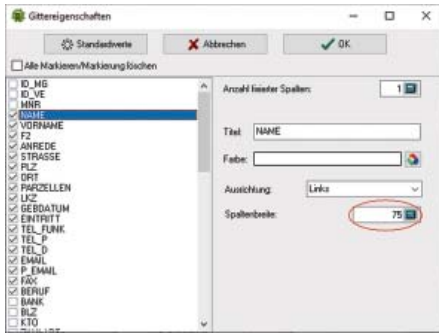 Gittereigenschaften
Standardwerte
Abbrechen
OK
Alle Markieren/Markierung löschen
ID_MG
ID_VE
MNR
NAME
VORNAME
F2
ANREDE
STRASSE
PLZ
ORT
PARZELLEN
LKZ
GEBDATUM
EINTRITT
TEL_FUNK
TEL_P
TEL_D
EMAIL
P_EMAIL
FAX
BERUF
BANK
BLZ
KTO
Anzahl fixierter Spalten: 1
Titel: NAME
Farbe:
Ausrichtung: Links
Spaltenbreite: 75